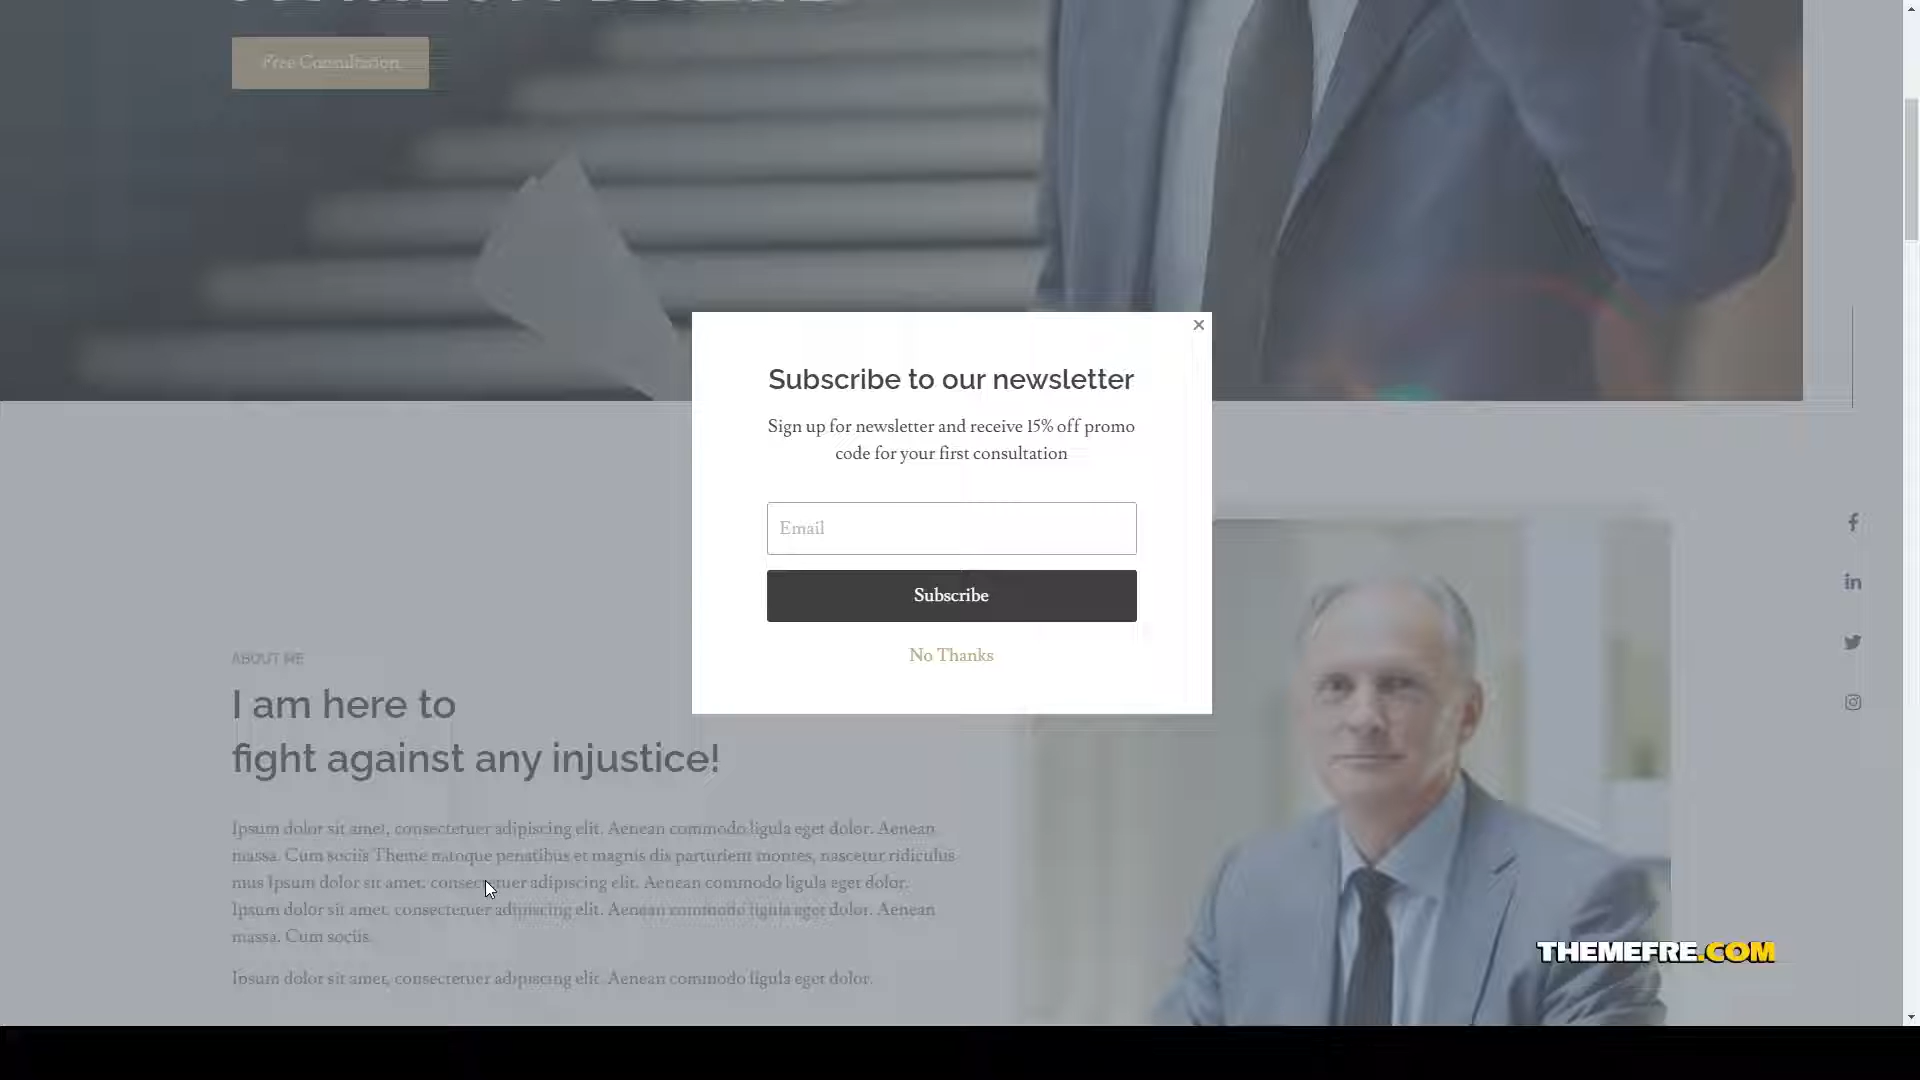 Free Consultation
Subscribe to our newsletter
Sign up for newsletter and receive 15% off promo
code for your first consultation
Email
Subscribe
No Thanks
ABOUT ME
I am here to
fight against any injustice!
Ipsum dolor sit amet, consectetuer adipiscing elit. Aenean commodo ligula eget dolor. Aenean
massa. Cum sociis Theme natoque penatibus et magnis dis parturient montes, nascetur ridiculus
mus Ipsum dolor sit amet, consectetuer adipiscing elit. Aenean commodo ligula eget dolor.
Ipsum dolor sit amet, consectetuer adipiscing elit. Aenean commodo ligula eget dolor. Aenean
massa. Cum sociis.
Ipsum dolor sit amet, consectetuer adipiscing elit. Aenean commodo ligula eget dolor.
THEMEFRE.COM